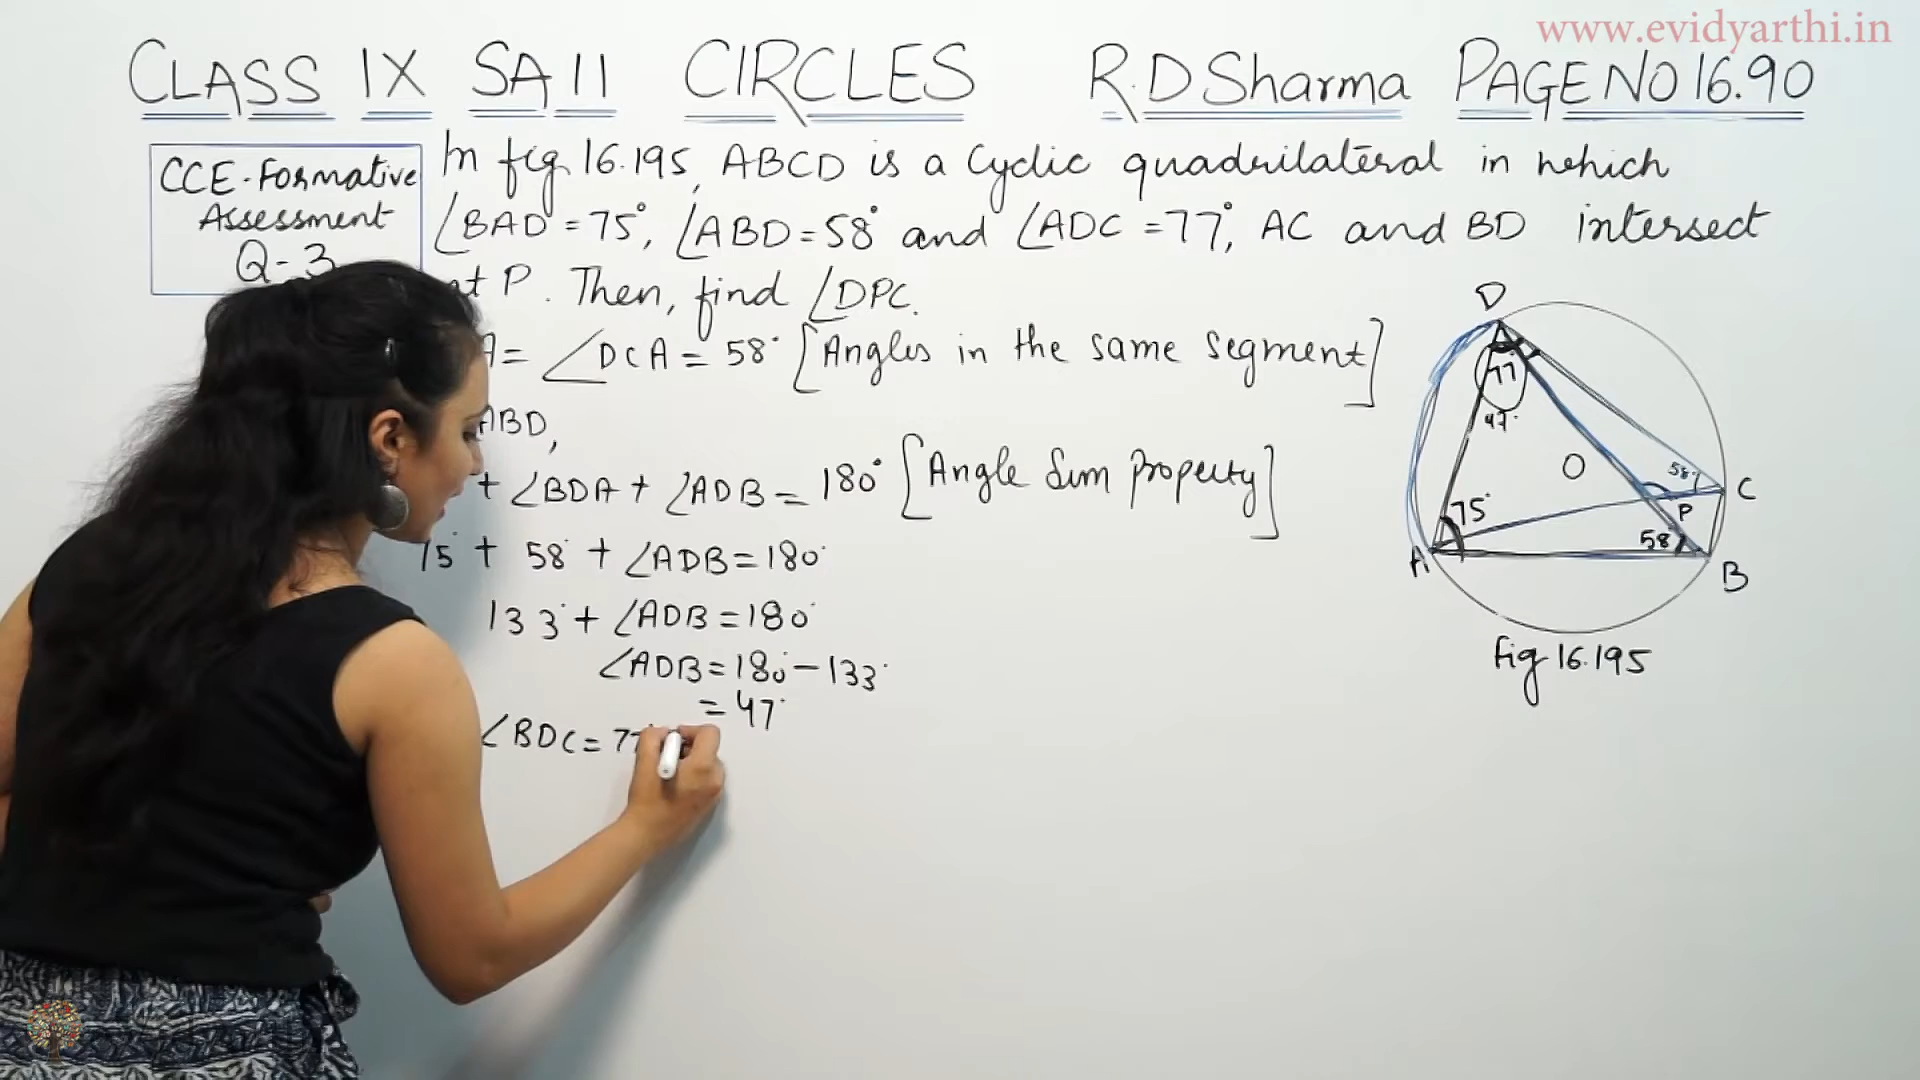 www.evidyarthi.in
CLASS IX SA II CIRCLES R.D Sharma PAGE NO 16.90
CCE-Formative
Assessment
Q-3
In fig. 16.195, ABCD is a Cyclic quadrilateral in which
∠BAD = 75°, ∠ABD = 58° and ∠ADC = 77°, AC and BD intersect
at P. Then, find ∠DPC.
A = ∠DCA = 58° [Angles in the same segment]
ABD,
+ ∠BDA + ∠ADB = 180° [Angle Sum property]
75° + 58° + ∠ADB = 180°
133° + ∠ADB = 180°
∠ADB = 180° - 133°
= 47°
∠BDC = 77°
D
77°
47°
O
58°
C
P
75°
58°
A
B
Fig 16.195